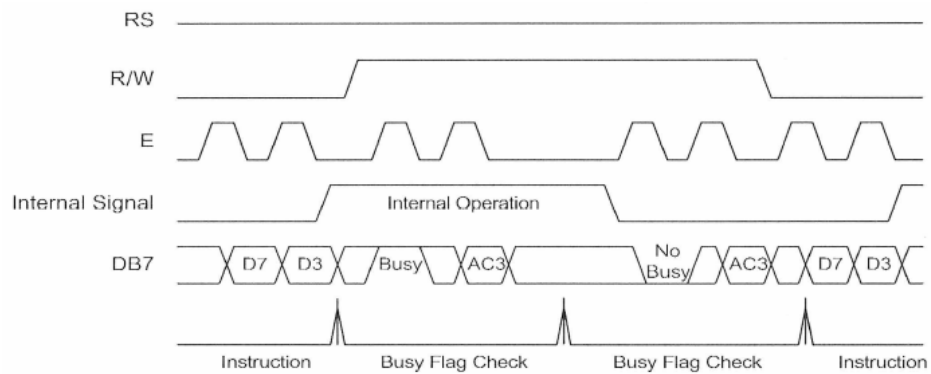 RS
R/W
E
Internal Signal
Internal Operation
DB7
D7 D3 Busy AC3 No Busy AC3 D7 D3
Instruction Busy Flag Check Busy Flag Check Instruction